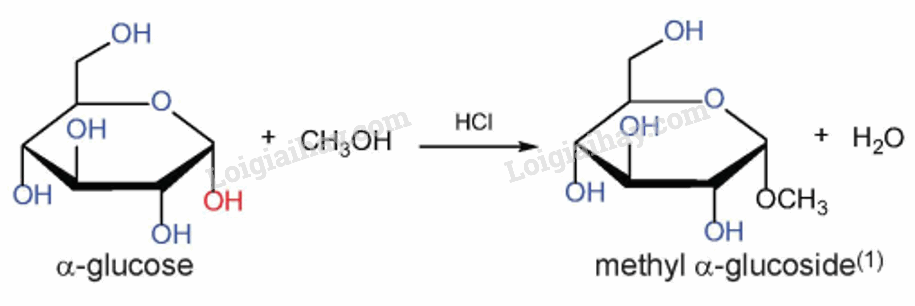 OH
O
OH
OH
OH
OH
α-glucose
+
CH3OH
HCl
OH
O
OH
OH
OH
OCH3
methyl α-glucoside(1)
+
H2O
Loigiaihay.com
Loigiaihay.com